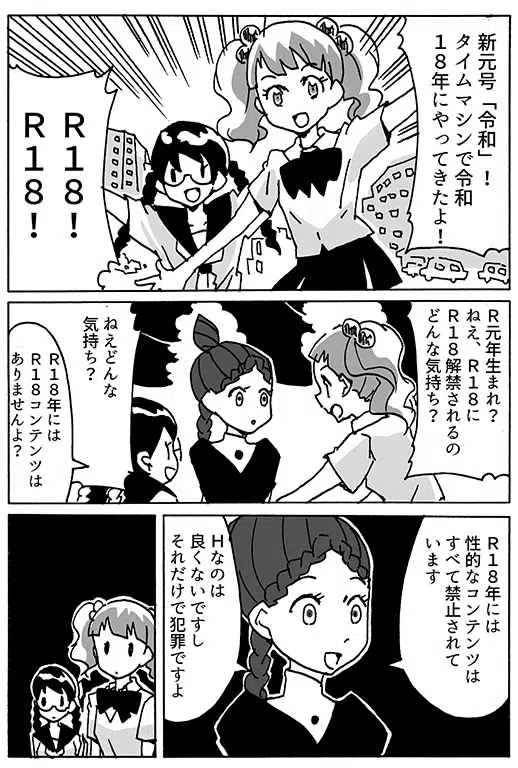 新元号「令和」!
タイムマシンで令和
18年にやってきたよ!
R18!
R18!
R元年生まれ?
ねえ、R18に
R18解禁されるの
どんな気持ち?
ねえどんな
気持ち?
R18年には
R18コンテンツは
ありませんよ?
R18年には
性的なコンテンツは
すべて禁止されて
います
Hなのは
良くないですし
それだけで犯罪ですよ